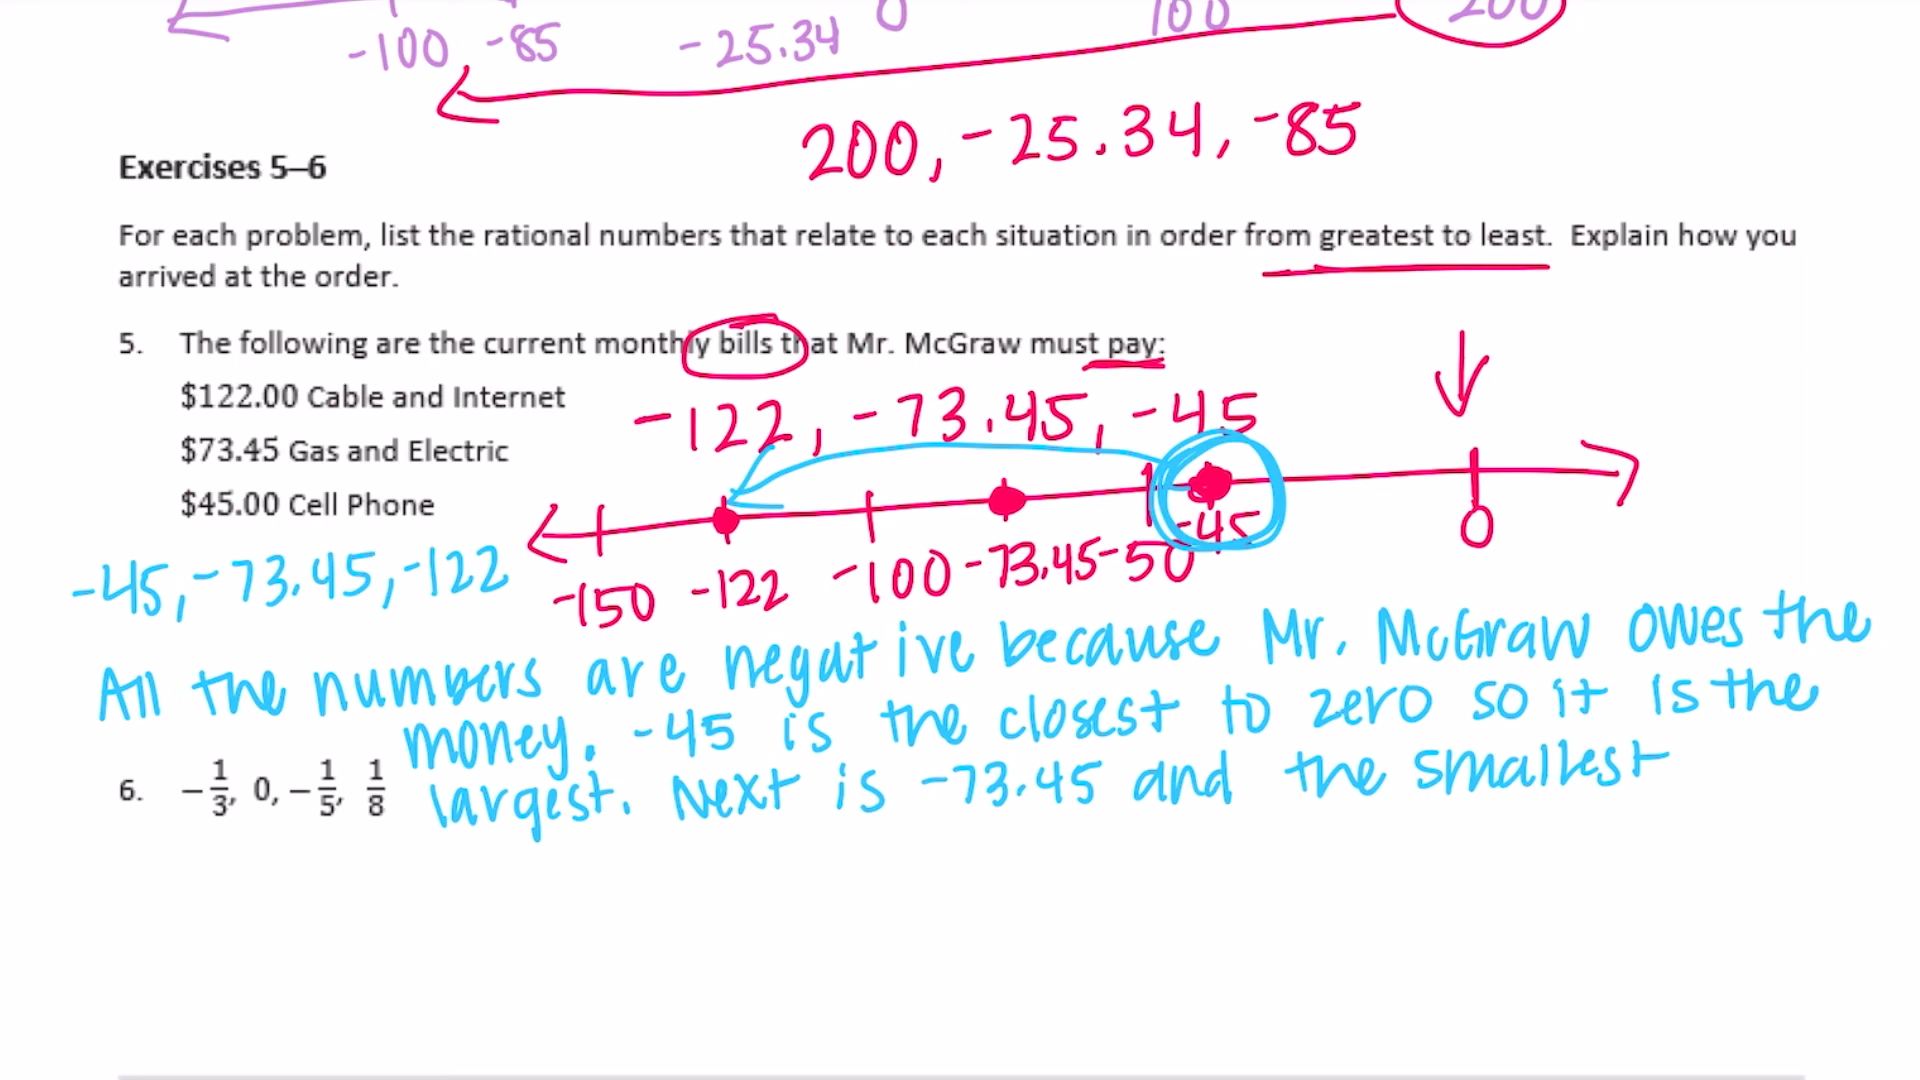 0 100 200
-100 -85 -25.34
200, -25.34, -85
Exercises 5–6
For each problem, list the rational numbers that relate to each situation in order from greatest to least. Explain how you
arrived at the order.
5. The following are the current monthly bills that Mr. McGraw must pay:
$122.00 Cable and Internet
-122, -73.45, -45
$73.45 Gas and Electric
$45.00 Cell Phone
-45, -73.45, -122
-150 -122 -100 -73.45 -50 -45 0
All the numbers are negative because Mr. McGraw owes the
money. -45 is the closest to zero so it is the
largest. Next is -73.45 and the smallest
6. -1/3, 0, -1/5, 1/8